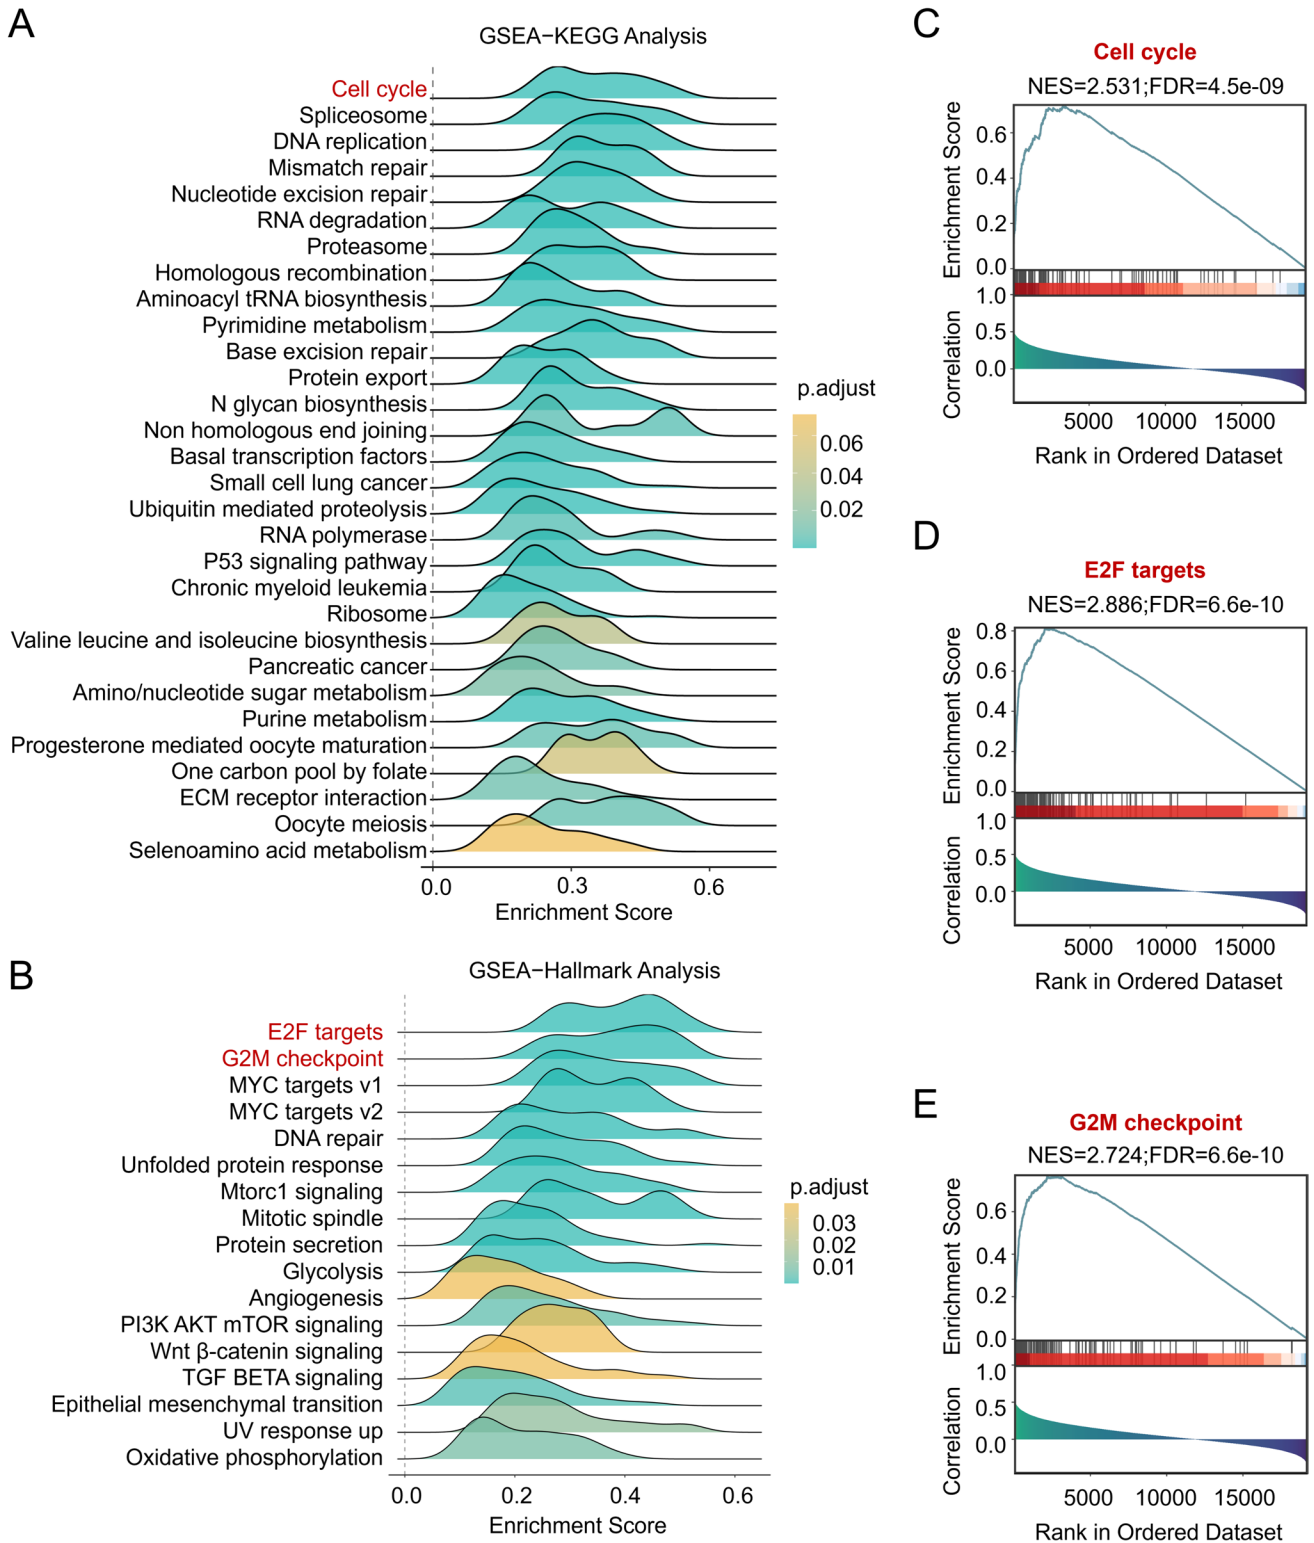 A
GSEA−KEGG Analysis
Cell cycle
Spliceosome
DNA replication
Mismatch repair
Nucleotide excision repair
RNA degradation
Proteasome
Homologous recombination
Aminoacyl tRNA biosynthesis
Pyrimidine metabolism
Base excision repair
Protein export
N glycan biosynthesis
Non homologous end joining
Basal transcription factors
Small cell lung cancer
Ubiquitin mediated proteolysis
RNA polymerase
P53 signaling pathway
Chronic myeloid leukemia
Ribosome
Valine leucine and isoleucine biosynthesis
Pancreatic cancer
Amino/nucleotide sugar metabolism
Purine metabolism
Progesterone mediated oocyte maturation
One carbon pool by folate
ECM receptor interaction
Oocyte meiosis
Selenoamino acid metabolism
0.0 0.3 0.6
Enrichment Score
p.adjust
0.06
0.04
0.02
B
GSEA−Hallmark Analysis
E2F targets
G2M checkpoint
MYC targets v1
MYC targets v2
DNA repair
Unfolded protein response
Mtorc1 signaling
Mitotic spindle
Protein secretion
Glycolysis
Angiogenesis
PI3K AKT mTOR signaling
Wnt β-catenin signaling
TGF BETA signaling
Epithelial mesenchymal transition
UV response up
Oxidative phosphorylation
0.0 0.2 0.4 0.6
Enrichment Score
p.adjust
0.03
0.02
0.01
C
Cell cycle
NES=2.531;FDR=4.5e-09
Enrichment Score
0.6
0.4
0.2
0.0
Correlation
1.0
0.5
0.0
5000 10000 15000
Rank in Ordered Dataset
D
E2F targets
NES=2.886;FDR=6.6e-10
Enrichment Score
0.8
0.6
0.4
0.2
0.0
Correlation
1.0
0.5
0.0
5000 10000 15000
Rank in Ordered Dataset
E
G2M checkpoint
NES=2.724;FDR=6.6e-10
Enrichment Score
0.6
0.4
0.2
0.0
Correlation
1.0
0.5
0.0
5000 10000 15000
Rank in Ordered Dataset